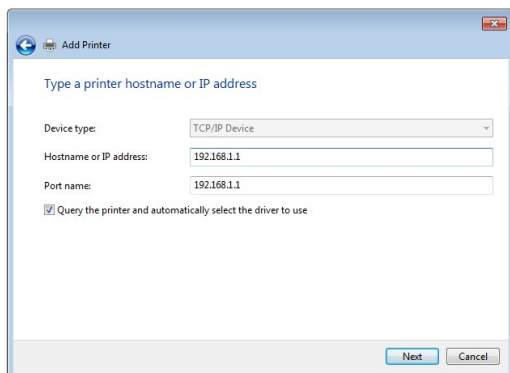 Add Printer
Type a printer hostname or IP address
Device type: TCP/IP Device
Hostname or IP address: 192.168.1.1
Port name: 192.168.1.1
Query the printer and automatically select the driver to use
Next Cancel